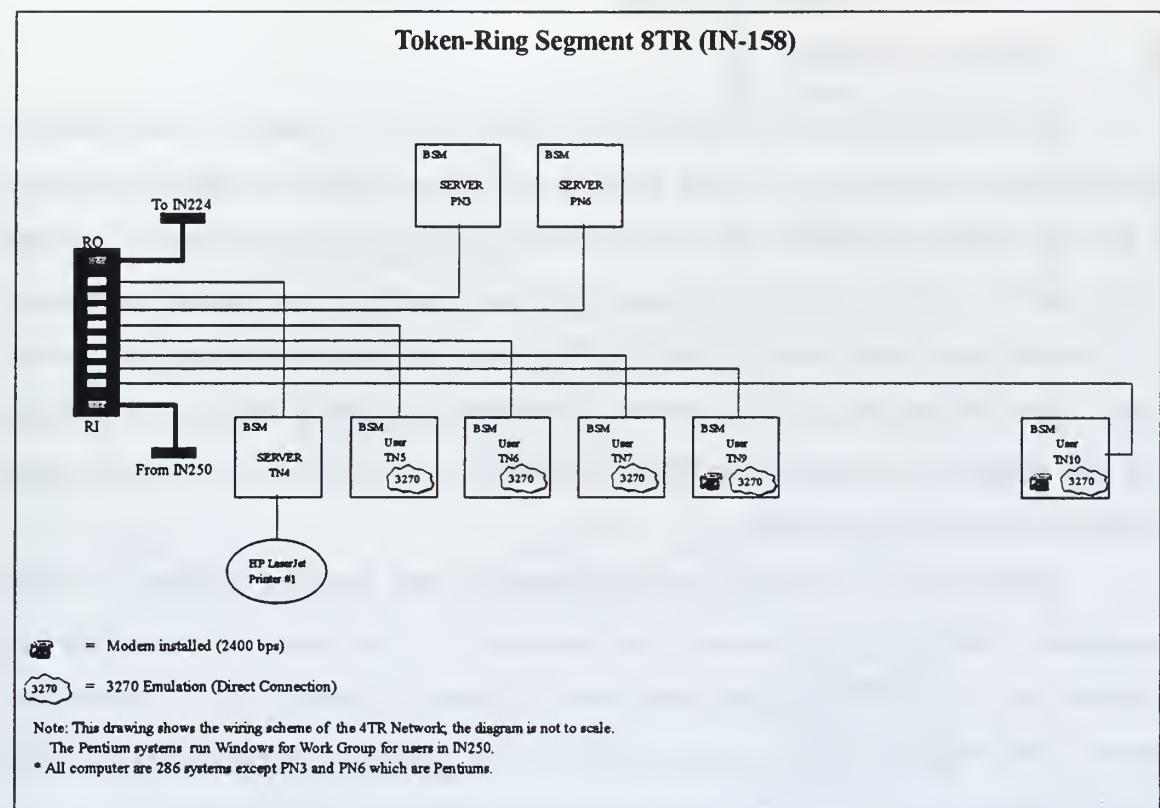 Token-Ring Segment 8TR (IN-158)
BSM
SERVER
PN3
BSM
SERVER
PN6
To IN224
RO
RI
From IN250
BSM
SERVER
TN4
BSM
User
TN5
3270
BSM
User
TN6
3270
BSM
User
TN7
3270
BSM
User
TN9
3270
BSM
User
TN10
3270
HP LaserJet
Printer #1
= Modem installed (2400 bps)
3270 = 3270 Emulation (Direct Connection)
Note: This drawing shows the wiring scheme of the 4TR Network, the diagram is not to scale.
The Pentium systems run Windows for Work Group for users in IN250.
* All computer are 286 systems except PN3 and PN6 which are Pentiums.